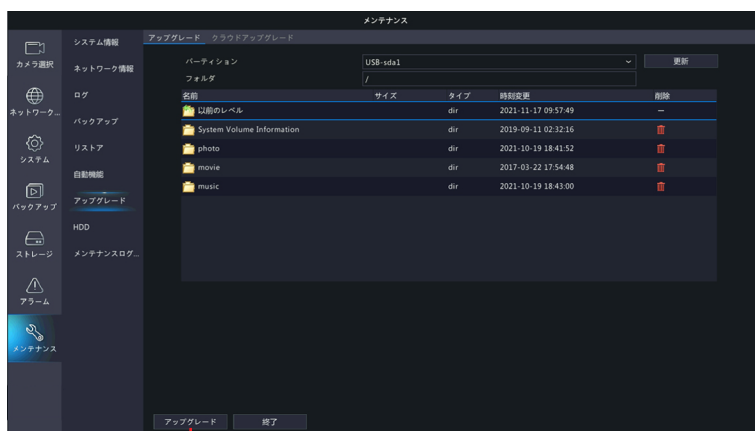 メンテナンス
カメラ選択
ネットワーク...
システム
バックアップ
ストレージ
アラーム
メンテナンス
システム情報
ネットワーク情報
ログ
バックアップ
リストア
自動機能
アップグレード
HDD
メンテナンスログ...
アップグレード クラウドアップグレード
パーティション USB-sda1 更新
フォルダ /
名前 サイズ タイプ 時刻変更 削除
以前のレベル dir 2021-11-17 09:57:49 —
System Volume Information dir 2019-09-11 02:32:16
photo dir 2021-10-19 18:41:52
movie dir 2017-03-22 17:54:48
music dir 2021-10-19 18:43:00
アップグレード 終了